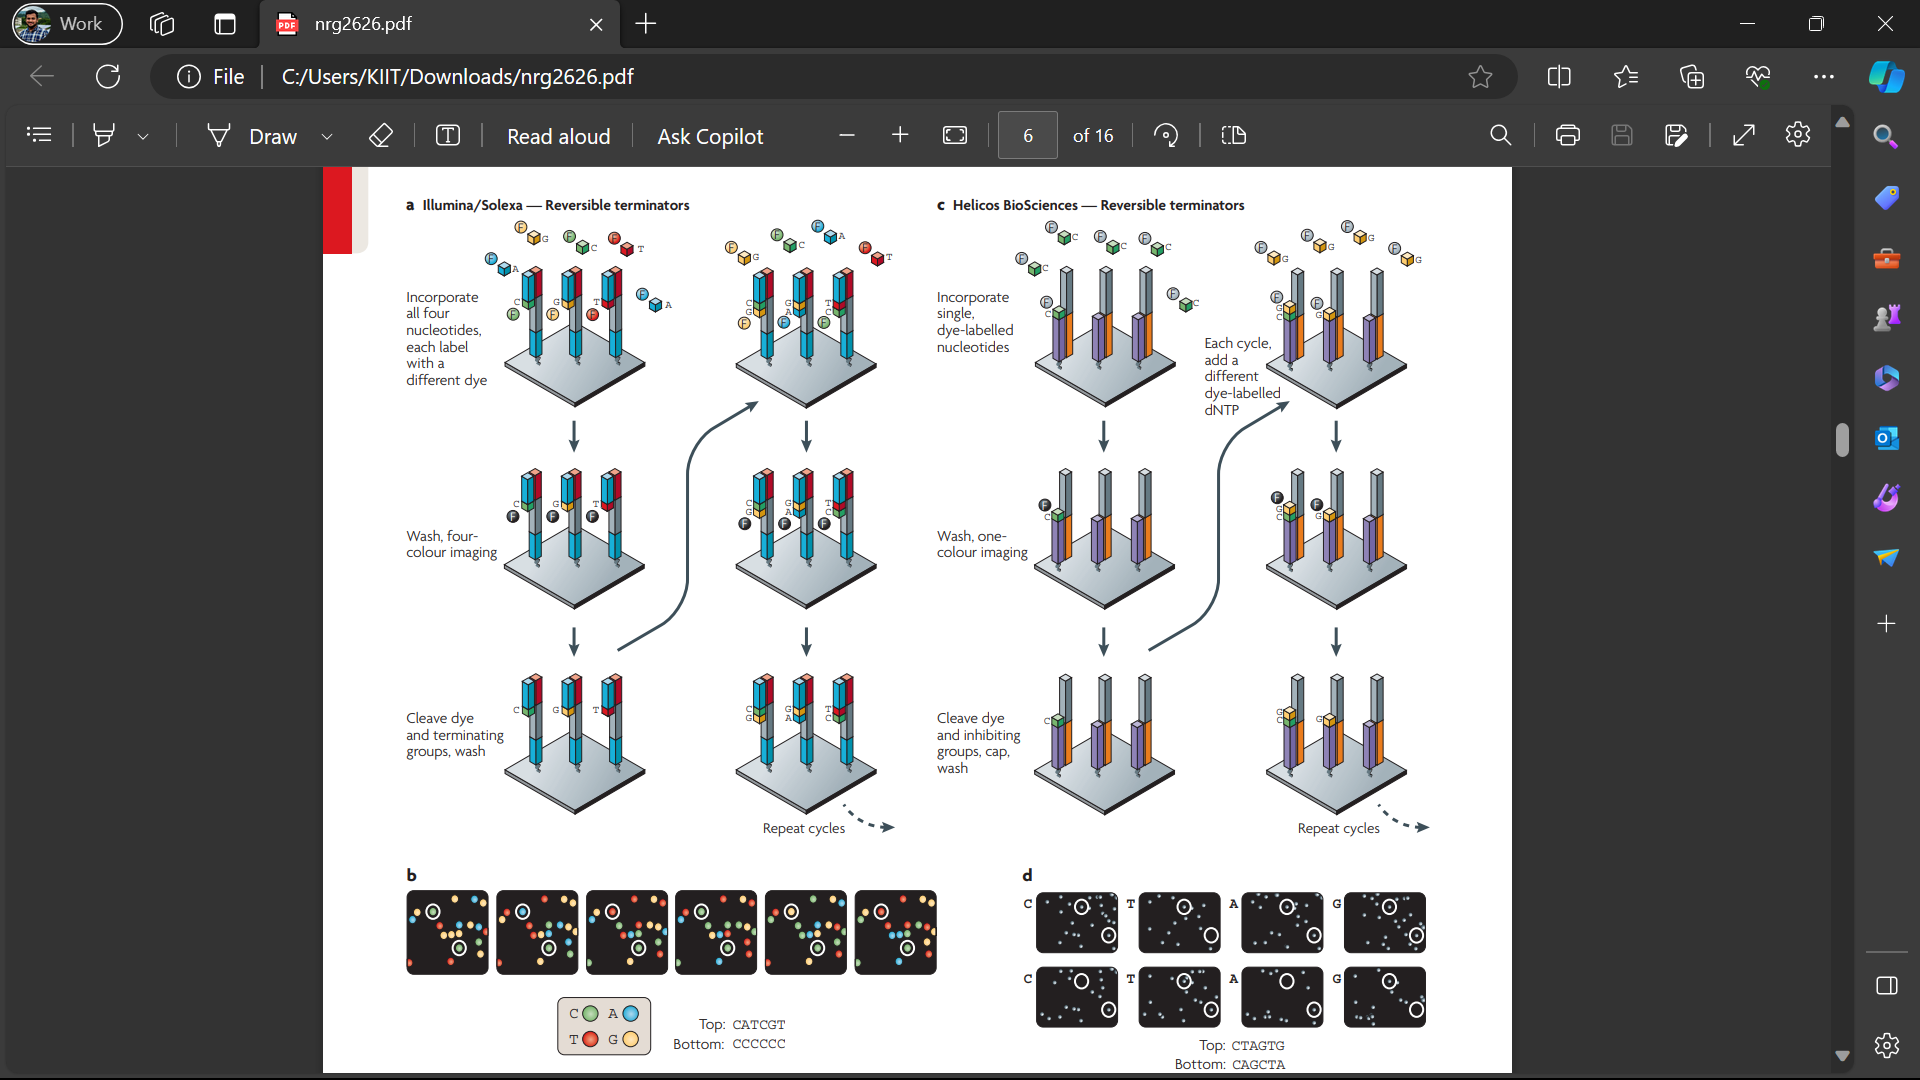 Work
nrg2626.pdf
File
C:/Users/KIIT/Downloads/nrg2626.pdf
Draw
Read aloud
Ask Copilot
6
of 16
a Illumina/Solexa — Reversible terminators
Incorporate
all four
nucleotides,
each label
with a
different dye
Wash, four-
colour imaging
Cleave dye
and terminating
groups, wash
Repeat cycles
c Helicos BioSciences — Reversible terminators
Incorporate
single,
dye-labelled
nucleotides
Each cycle,
add a
different
dye-labelled
dNTP
Wash, one-
colour imaging
Cleave dye
and inhibiting
groups, cap,
wash
Repeat cycles
b
C A
T G
Top: CATCGT
Bottom: CCCCCC
d
C T A G
C T A G
Top: CTAGTG
Bottom: CAGCTA